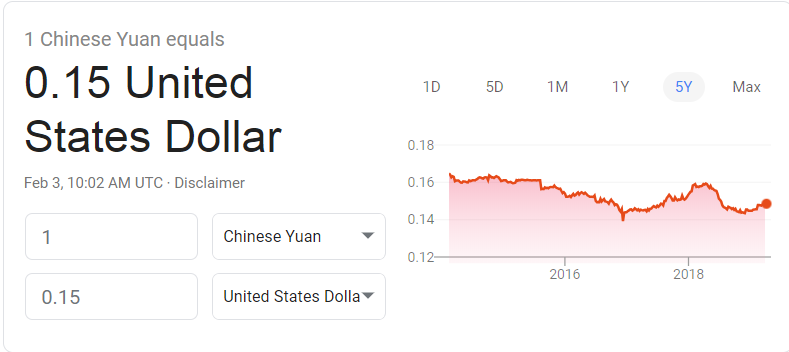 1 Chinese Yuan equals
0.15 United
States Dollar
Feb 3, 10:02 AM UTC · Disclaimer
1
Chinese Yuan
0.15
United States Dolla
1D 5D 1M 1Y 5Y Max
0.18
0.16
0.14
0.12
2016 2018